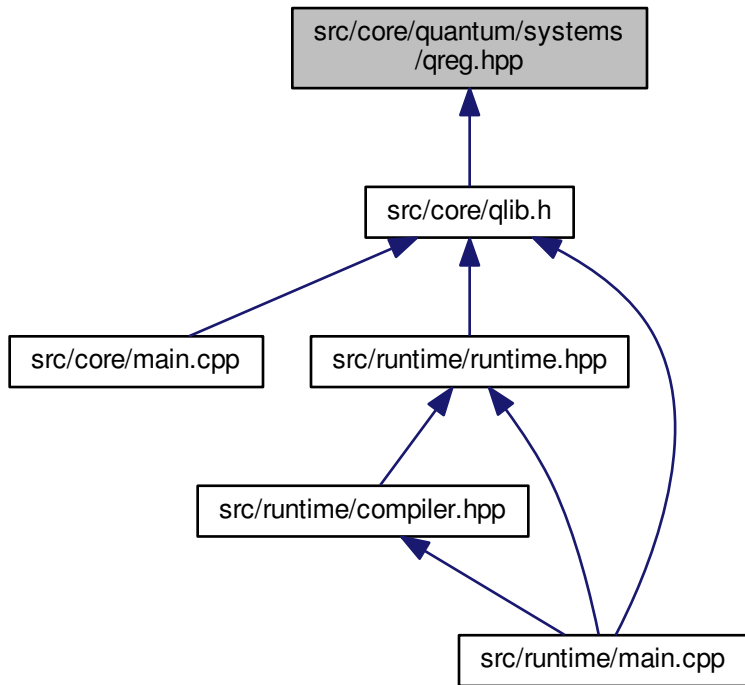 src/core/quantum/systems
/qreg.hpp
src/core/qlib.h
src/core/main.cpp
src/runtime/runtime.hpp
src/runtime/compiler.hpp
src/runtime/main.cpp